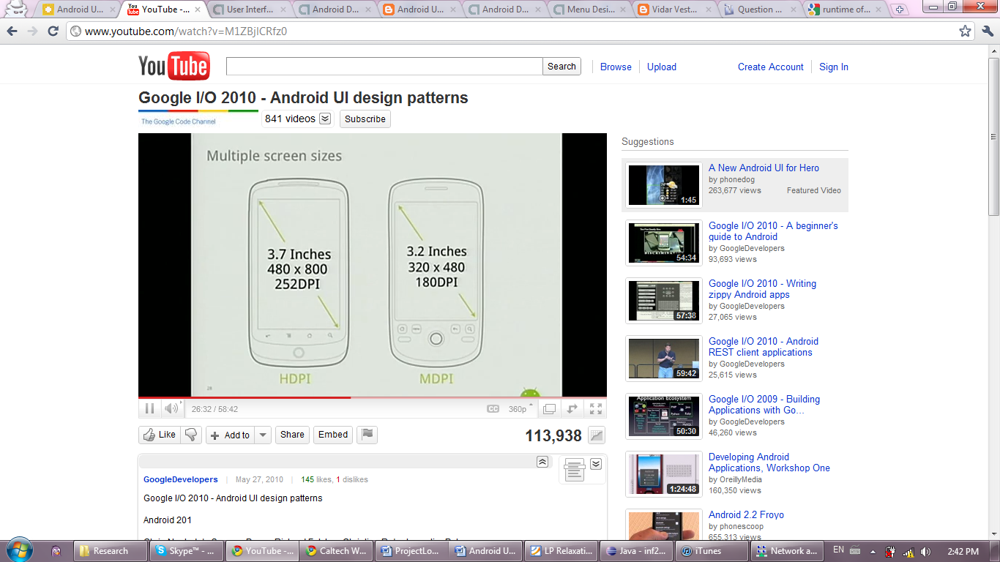 Android U...
YouTube -...
User Interf...
Android D...
Android U...
Android D...
Menu Desi...
Vidar Vest...
Question ...
runtime of...
www.youtube.com/watch?v=M1ZBjlCRfz0
YouTube
Search
Browse
Upload
Create Account
Sign In
Google I/O 2010 - Android UI design patterns
The Google Code Channel
841 videos
Subscribe
Multiple screen sizes
3.7 Inches
480 x 800
252DPI
HDPI
3.2 Inches
320 x 480
180DPI
MDPI
28
26:32 / 58:42
CC
360p
Like
Add to
Share
Embed
113,938
GoogleDevelopers | May 27, 2010 | 145 likes, 1 dislikes
Google I/O 2010 - Android UI design patterns
Android 201
Suggestions
1:45
A New Android UI for Hero
by phonedog
263,677 views
Featured Video
54:34
Google I/O 2010 - A beginner's
guide to Android
by GoogleDevelopers
93,693 views
57:38
Google I/O 2010 - Writing
zippy Android apps
by GoogleDevelopers
27,065 views
59:42
Google I/O 2010 - Android
REST client applications
by GoogleDevelopers
25,615 views
Application Ecosystem
50:30
Google I/O 2009 - Building
Applications with Go...
by GoogleDevelopers
46,260 views
1:24:48
Developing Android
Applications, Workshop One
by OreillyMedia
160,350 views
Android 2.2 Froyo
by phonescoop
655,313 views
Research
Skype™ - ...
YouTube -...
Caltech W...
ProjectLo...
Android U...
LP Relaxati...
Java - inf2...
iTunes
Network a...
EN
2:42 PM